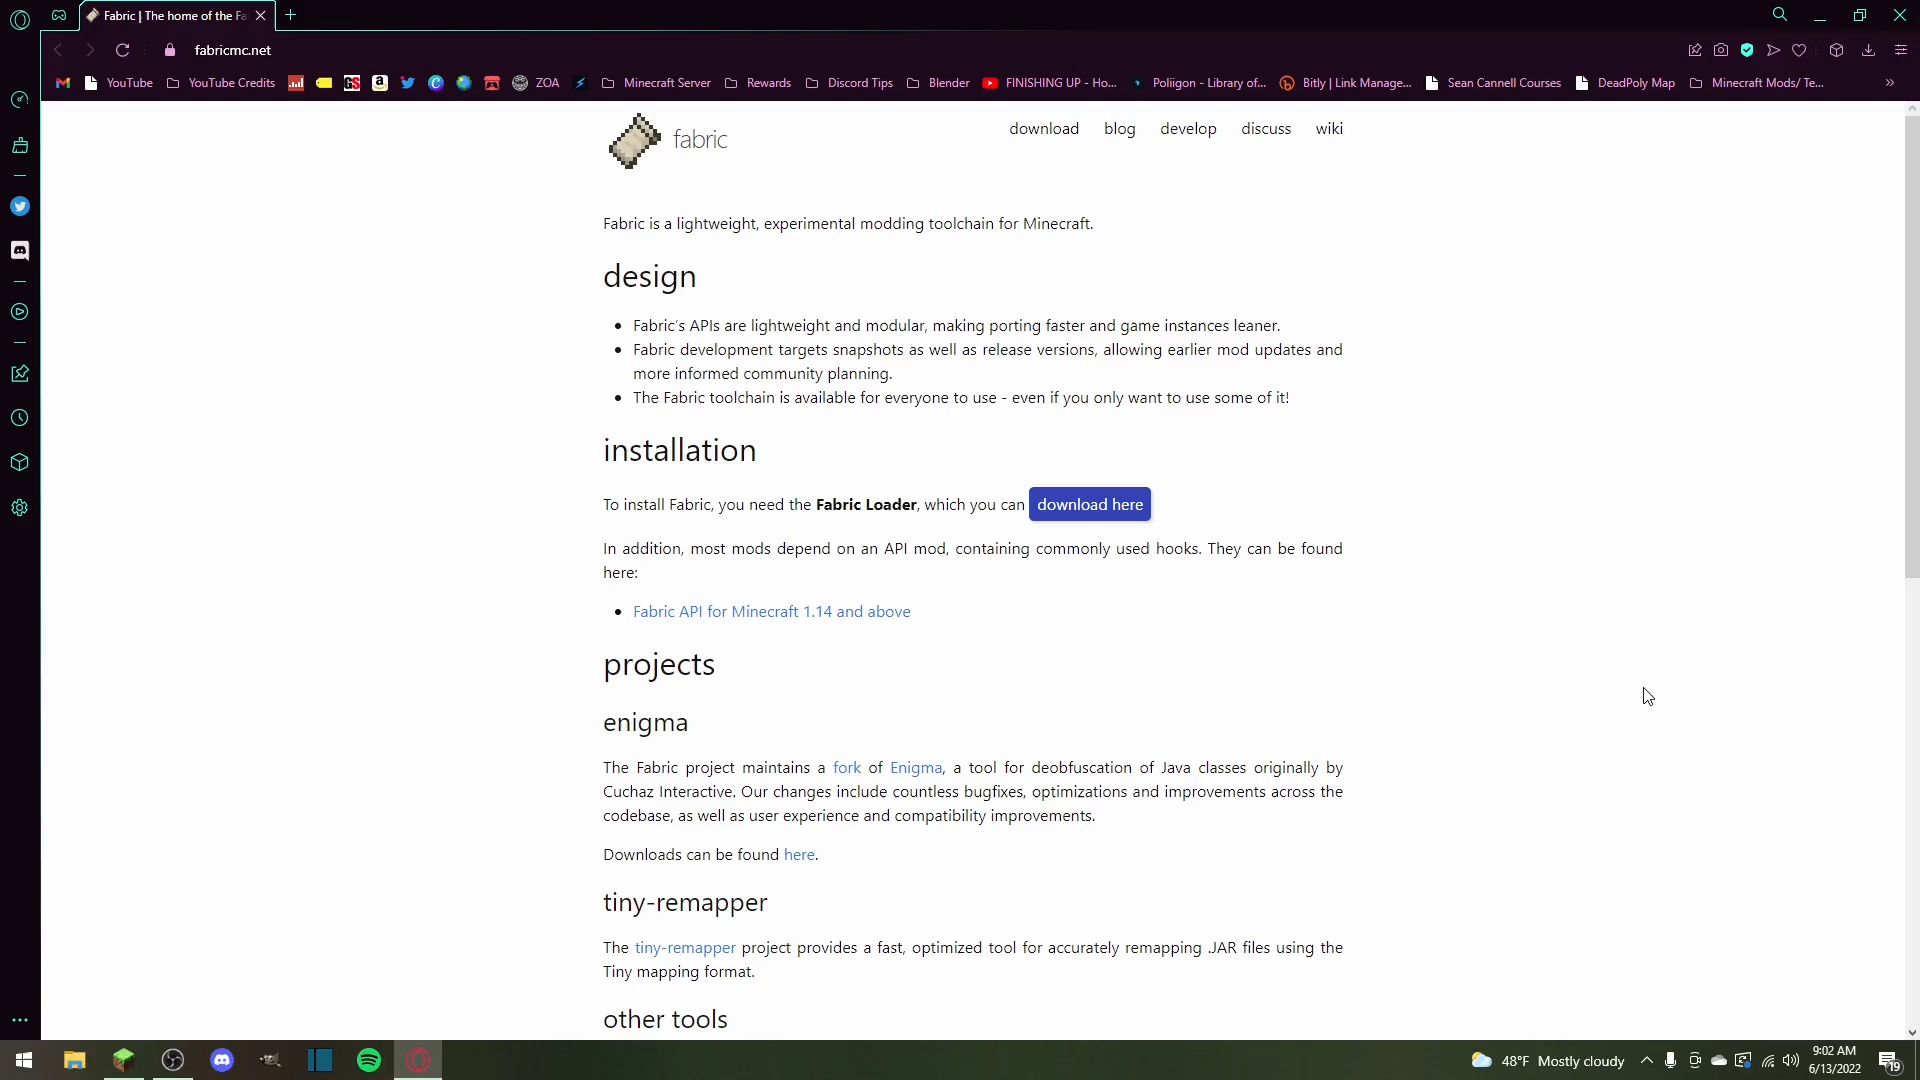 Fabric | The home of the Fa
fabricmc.net
YouTube
YouTube Credits
GS
a
ZOA
Minecraft Server
Rewards
Discord Tips
Blender
FINISHING UP - Ho...
Poliigon - Library of...
Bitly | Link Manage...
Sean Cannell Courses
DeadPoly Map
Minecraft Mods/ Te...
fabric
download
blog
develop
discuss
wiki
Fabric is a lightweight, experimental modding toolchain for Minecraft.
design
Fabric's APIs are lightweight and modular, making porting faster and game instances leaner.
Fabric development targets snapshots as well as release versions, allowing earlier mod updates and
more informed community planning.
The Fabric toolchain is available for everyone to use - even if you only want to use some of it!
installation
To install Fabric, you need the Fabric Loader, which you can download here
In addition, most mods depend on an API mod, containing commonly used hooks. They can be found
here:
Fabric API for Minecraft 1.14 and above
projects
enigma
The Fabric project maintains a fork of Enigma, a tool for deobfuscation of Java classes originally by
Cuchaz Interactive. Our changes include countless bugfixes, optimizations and improvements across the
codebase, as well as user experience and compatibility improvements.
Downloads can be found here.
tiny-remapper
The tiny-remapper project provides a fast, optimized tool for accurately remapping .JAR files using the
Tiny mapping format.
other tools
48°F Mostly cloudy
9:02 AM
6/13/2022
19